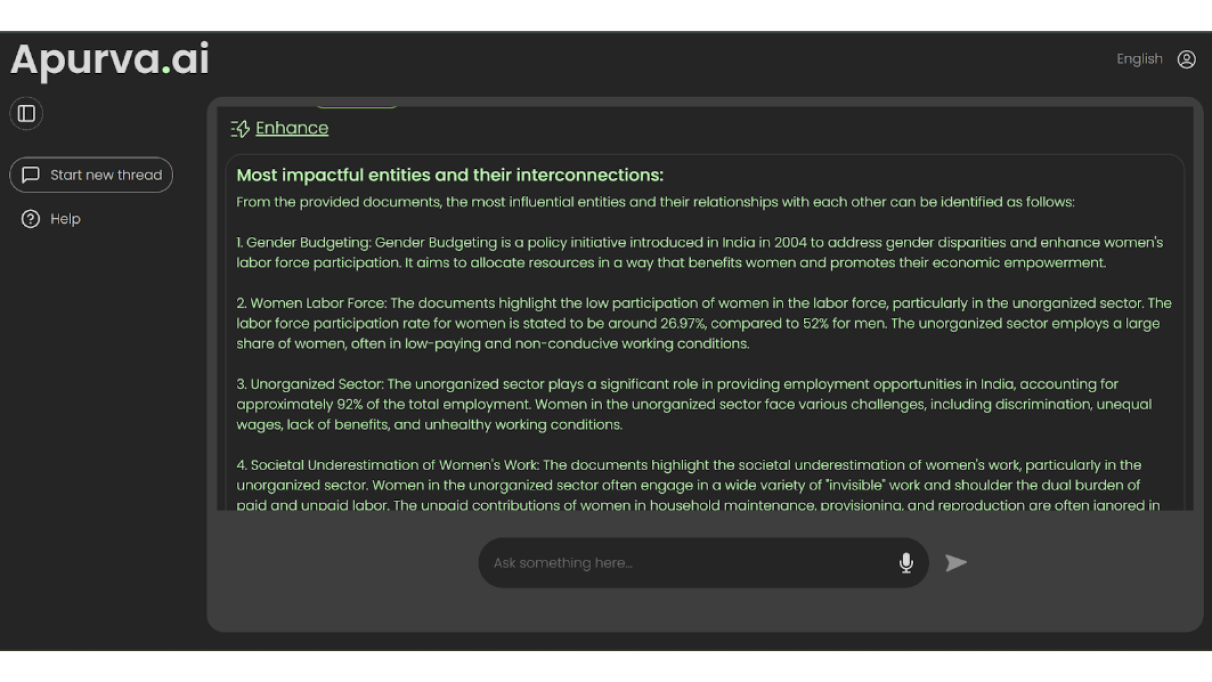 Apurva.ai
English
Start new thread
Help
Enhance
Most impactful entities and their interconnections:
From the provided documents, the most influential entities and their relationships with each other can be identified as follows:
1. Gender Budgeting: Gender Budgeting is a policy initiative introduced in India in 2004 to address gender disparities and enhance women's
labor force participation. It aims to allocate resources in a way that benefits women and promotes their economic empowerment.
2. Women Labor Force: The documents highlight the low participation of women in the labor force, particularly in the unorganized sector. The
labor force participation rate for women is stated to be around 26.97%, compared to 52% for men. The unorganized sector employs a large
share of women, often in low-paying and non-conducive working conditions.
3. Unorganized Sector: The unorganized sector plays a significant role in providing employment opportunities in India, accounting for
approximately 92% of the total employment. Women in the unorganized sector face various challenges, including discrimination, unequal
wages, lack of benefits, and unhealthy working conditions.
4. Societal Underestimation of Women's Work: The documents highlight the societal underestimation of women's work, particularly in the
unorganized sector. Women in the unorganized sector often engage in a wide variety of "invisible" work and shoulder the dual burden of
paid and unpaid labor. The unpaid contributions of women in household maintenance, provisioning, and reproduction are often ignored in
Ask something here...